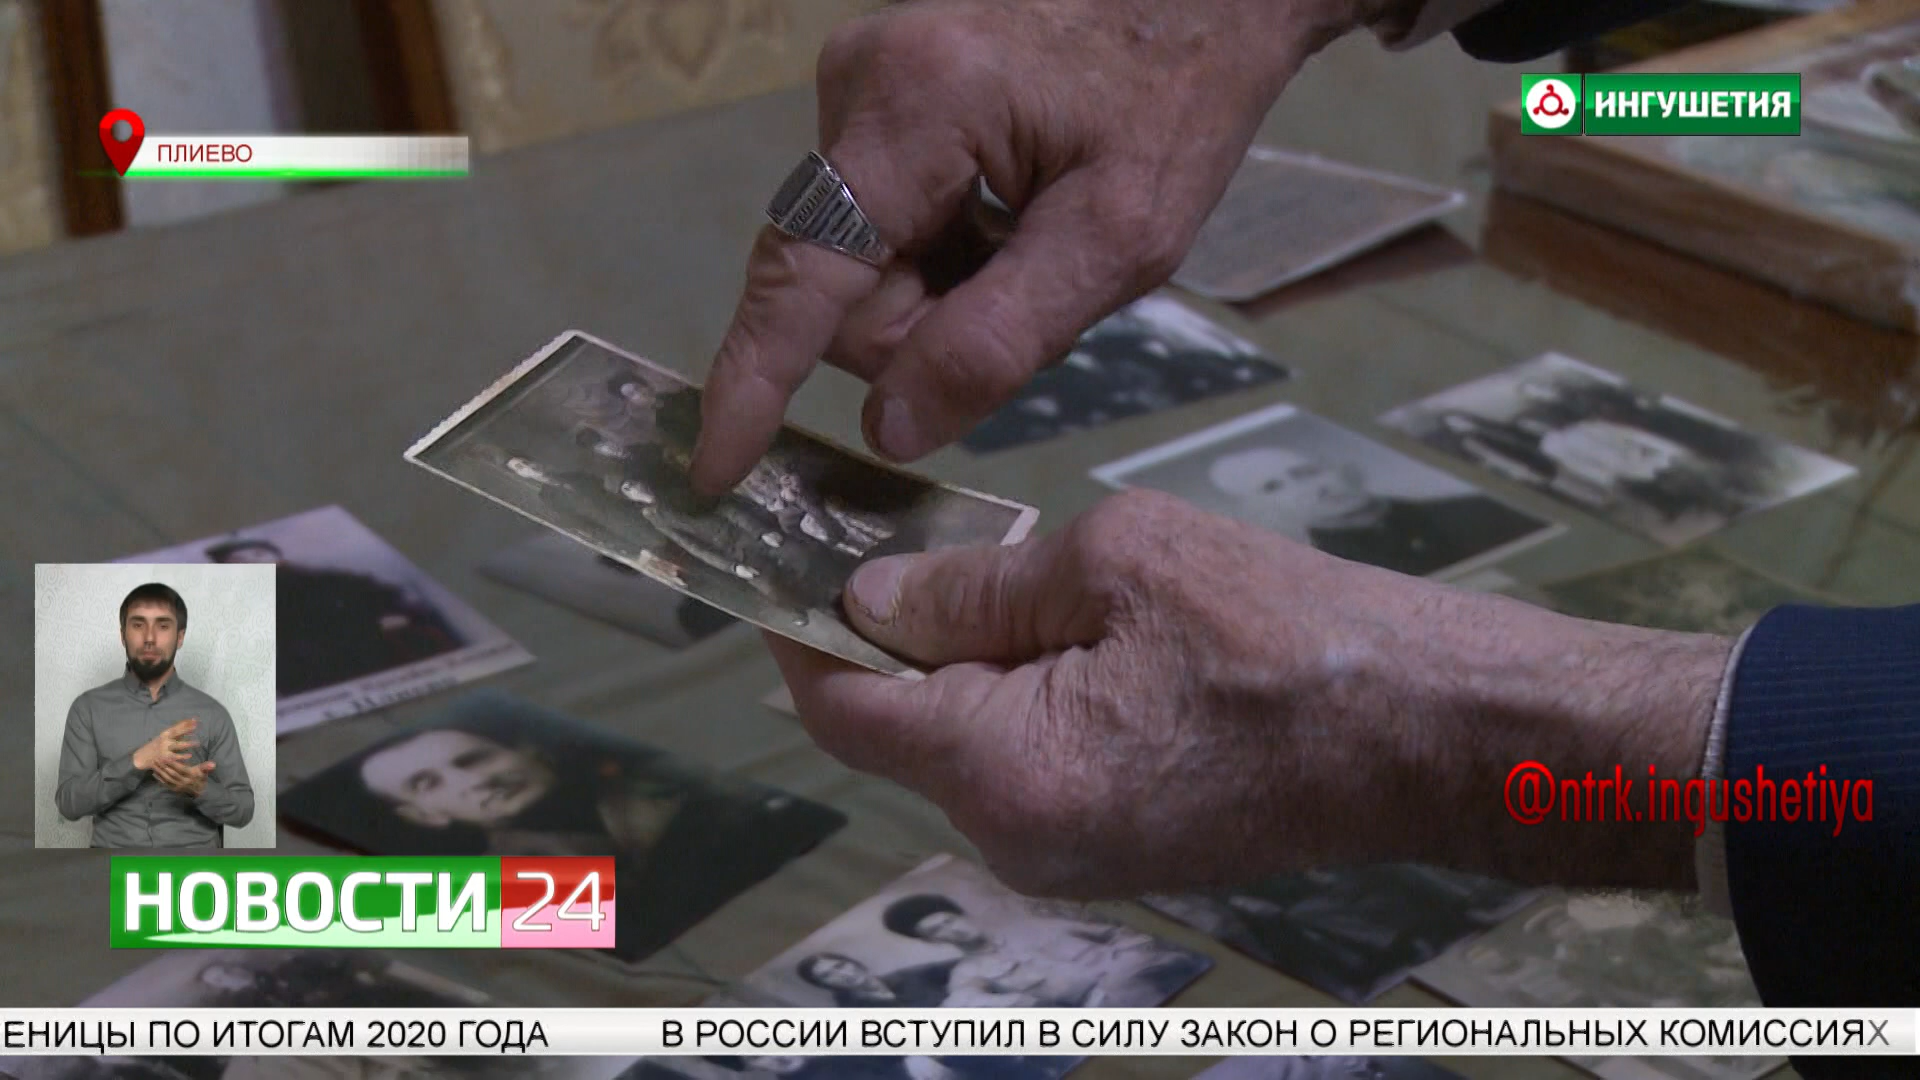 ИНГУШЕТИЯ
ПЛИЕВО
@ntrk.ingushetiya
НОВОСТИ 24
ЕНИЦЫ ПО ИТОГАМ 2020 ГОДА В РОССИИ ВСТУПИЛ В СИЛУ ЗАКОН О РЕГИОНАЛЬНЫХ КОМИССИЯХ